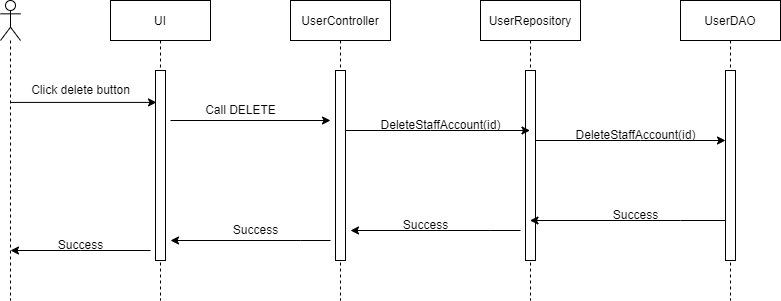 UI
UserController
UserRepository
UserDAO
Click delete button
Call DELETE
DeleteStaffAccount(id)
DeleteStaffAccount(id)
Success
Success
Success
Success